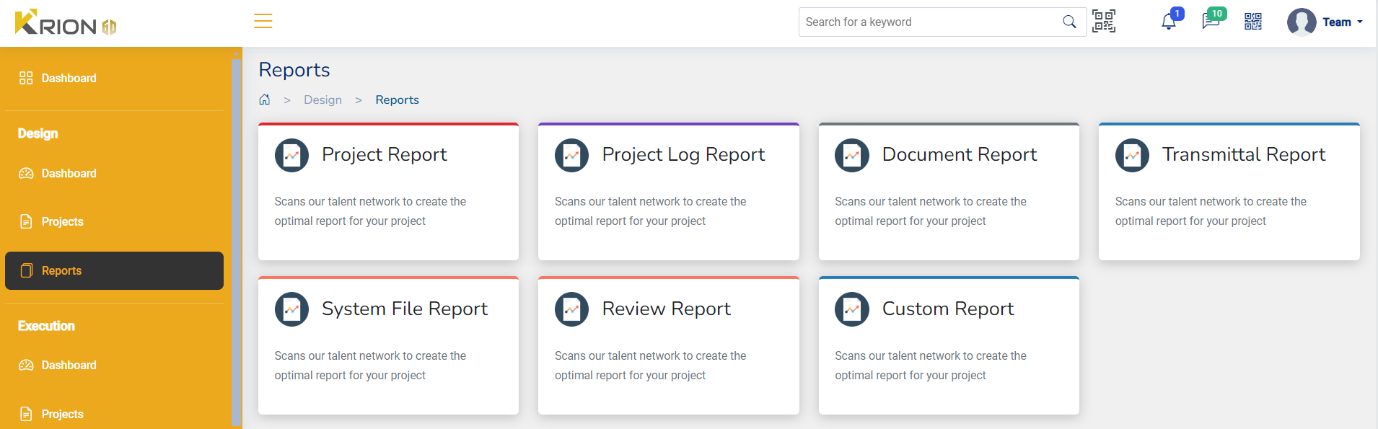 KRION 6D
Search for a keyword
1
10
Team
Dashboard
Design
Dashboard
Projects
Reports
Execution
Dashboard
Projects
Reports
> Design > Reports
Project Report
Scans our talent network to create the
optimal report for your project
Project Log Report
Scans our talent network to create the
optimal report for your project
Document Report
Scans our talent network to create the
optimal report for your project
Transmittal Report
Scans our talent network to create the
optimal report for your project
System File Report
Scans our talent network to create the
optimal report for your project
Review Report
Scans our talent network to create the
optimal report for your project
Custom Report
Scans our talent network to create the
optimal report for your project